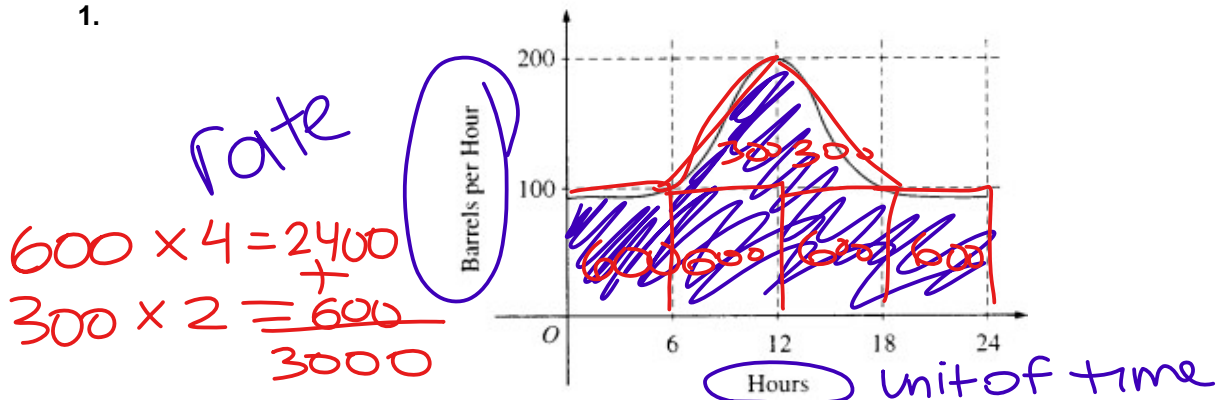 1.
200
Barrels per Hour
rate
300 300
100
600 × 4 = 2400
+
300 × 2 = 600
3000
600 600 600 600
O
6 12 18 24
Hours unit of time